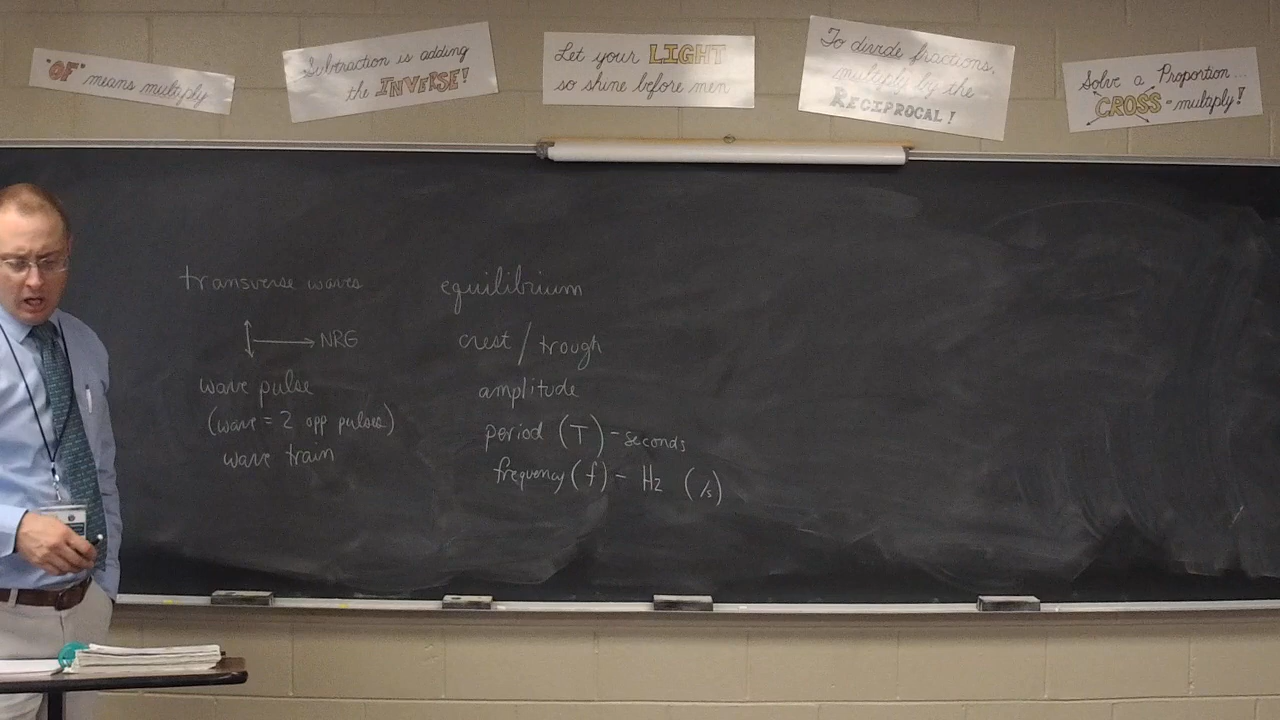 "OF" means multiply
Subtraction is adding
the INVERSE!
Let your LIGHT
so shine before men
To divide fractions,
multiply by the
RECIPROCAL!
Solve a Proportion...
CROSS-multiply!
transverse waves
NRG
wave pulse
(wave = 2 opp pulses)
wave train
equilibrium
crest / trough
amplitude
period (T) - seconds
frequency (f) - Hz (/s)